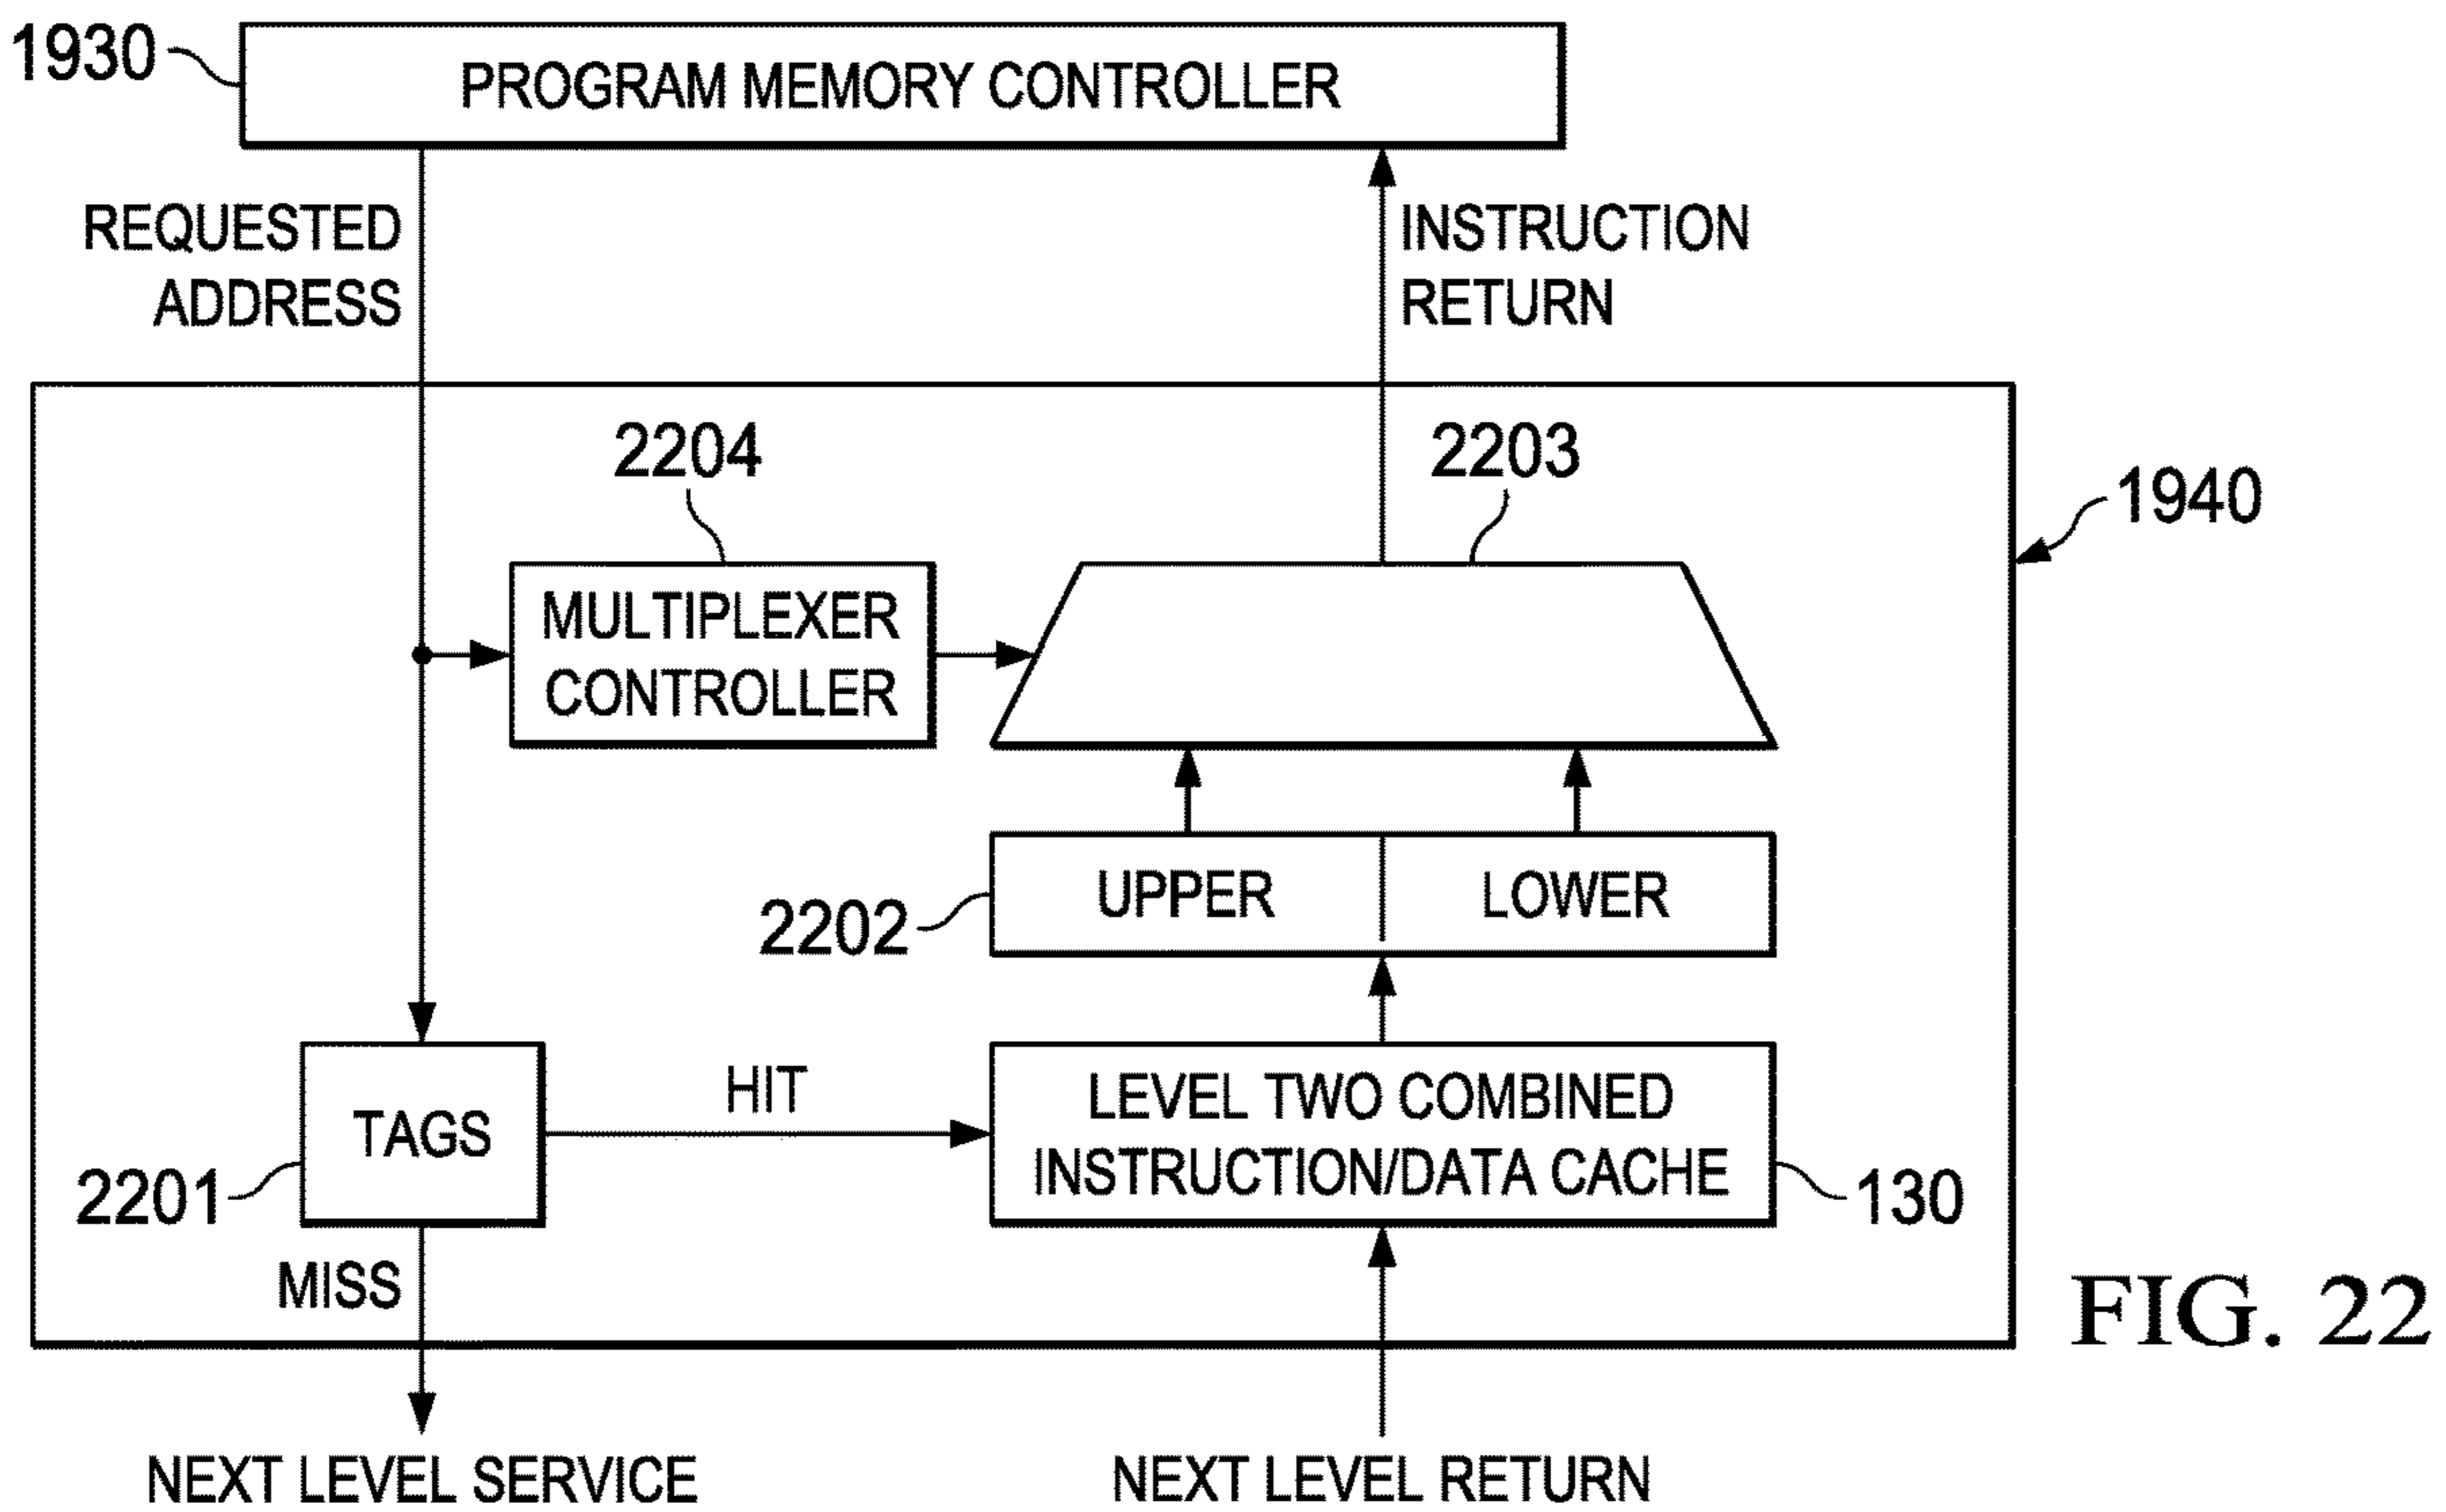 1930
PROGRAM MEMORY CONTROLLER
REQUESTED
ADDRESS
INSTRUCTION
RETURN
2204
2203
1940
MULTIPLEXER
CONTROLLER
2202
UPPER
LOWER
TAGS
2201
HIT
LEVEL TWO COMBINED
INSTRUCTION/DATA CACHE
130
MISS
FIG. 22
NEXT LEVEL SERVICE
NEXT LEVEL RETURN